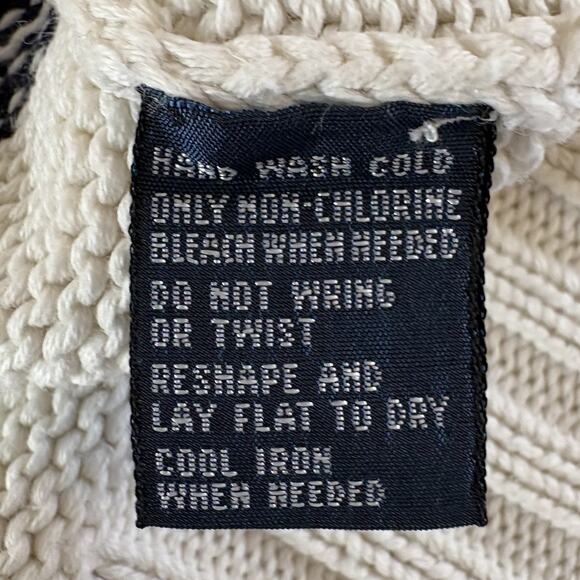 HAND WASH COLD
ONLY NON-CHLORINE
BLEACH WHEN NEEDED
DO NOT WRING
OR TWIST
RESHAPE AND
LAY FLAT TO DRY
COOL IRON
WHEN NEEDED